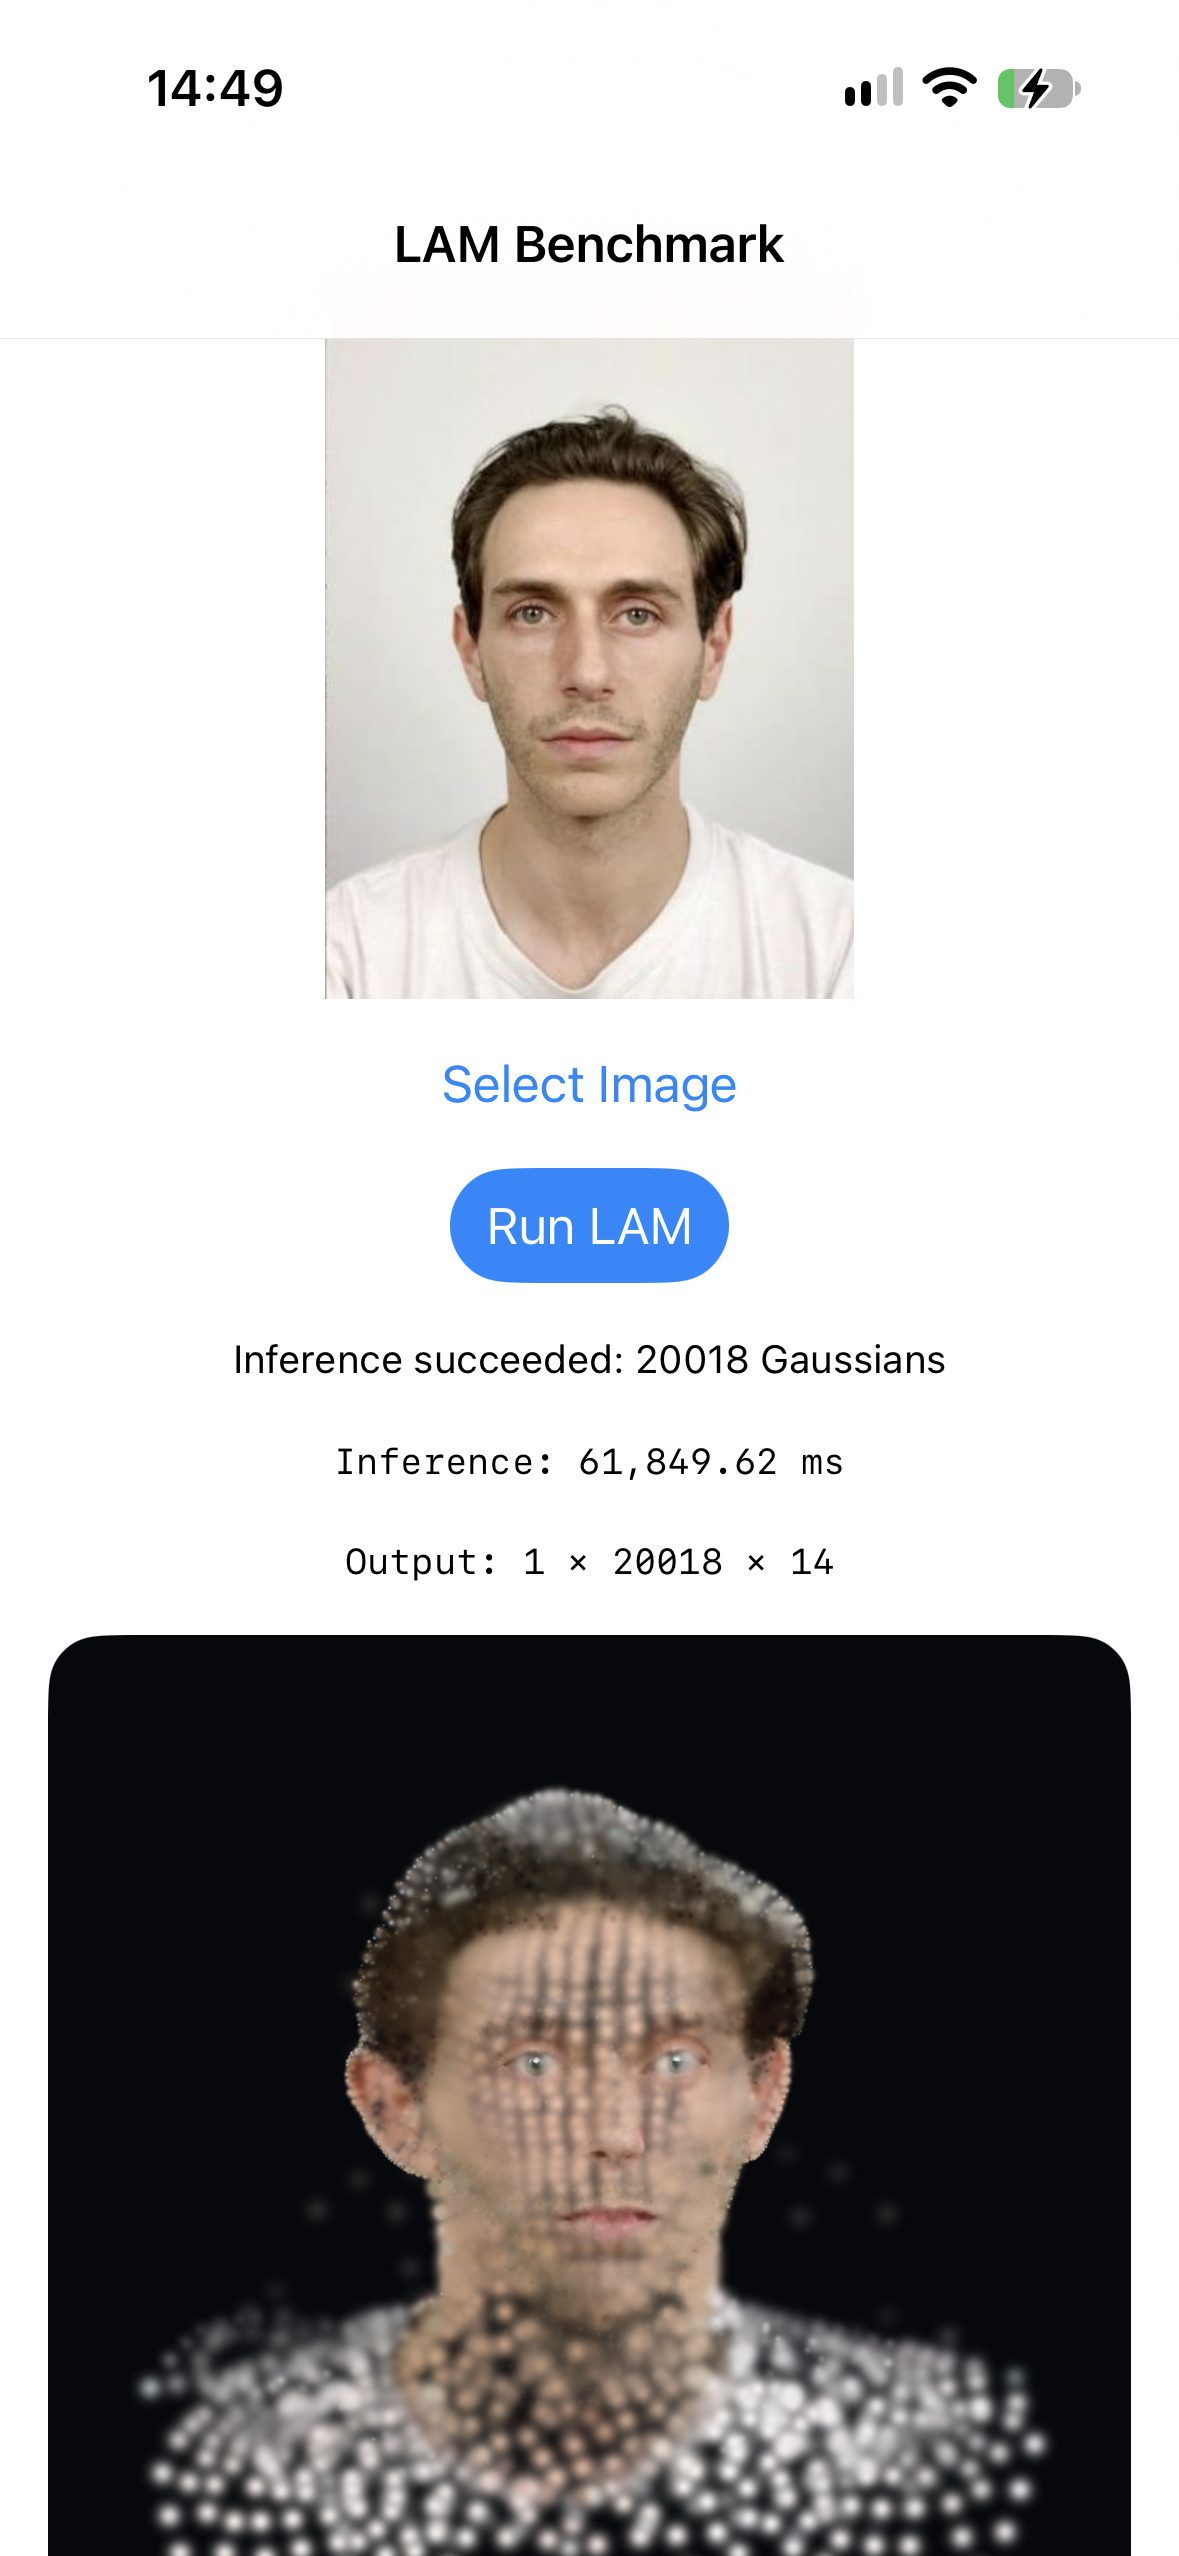 14:49
LAM Benchmark
Select Image
Run LAM
Inference succeeded: 20018 Gaussians
Inference: 61,849.62 ms
Output: 1 × 20018 × 14